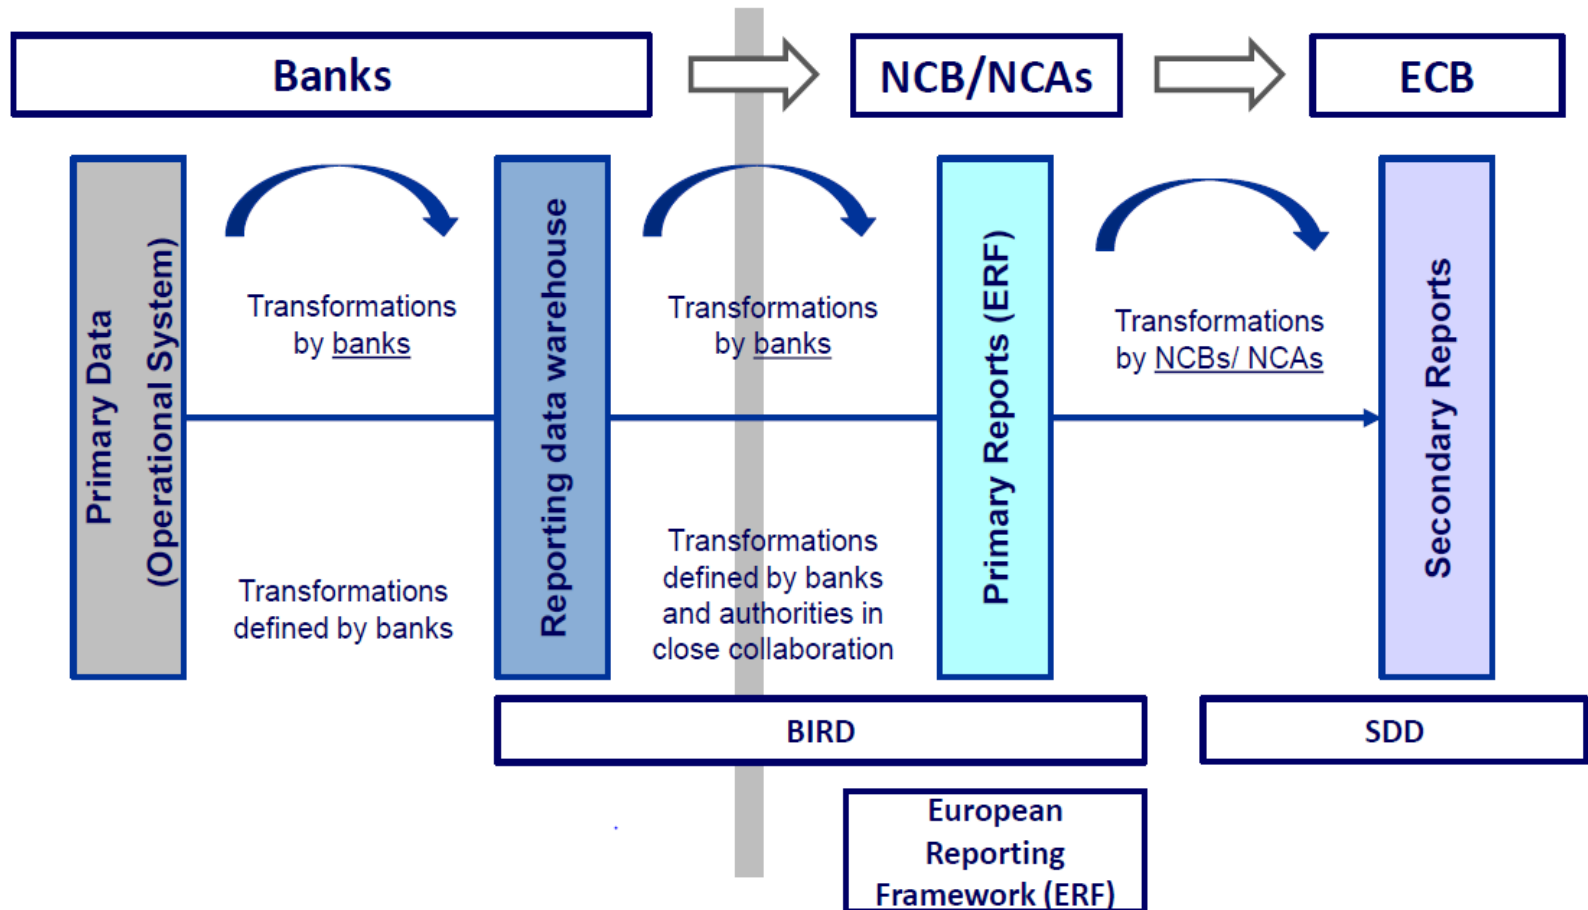 Banks
NCB/NCAs
ECB
Primary Data
(Operational System)
Transformations
by banks
Reporting data warehouse
Transformations
by banks
Primary Reports (ERF)
Transformations
by NCBs/ NCAs
Secondary Reports
Transformations
defined by banks
Transformations
defined by banks
and authorities in
close collaboration
BIRD
SDD
European
Reporting
Framework (ERF)